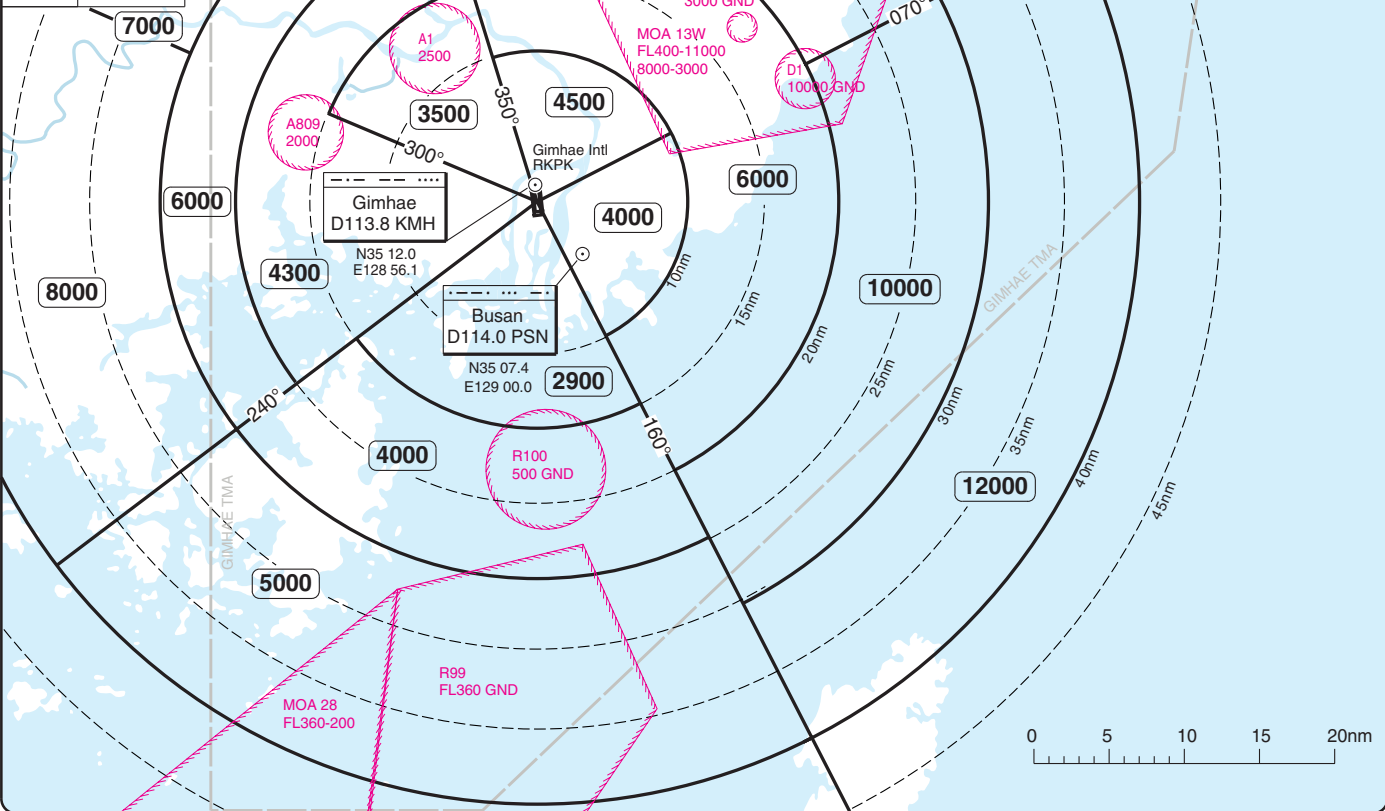 3000 GND
7000
070°
A1
2500
MOA 13W
FL400-11000
8000-3000
D1
10000 GND
3500
350°
4500
A809
2000
300°
Gimhae Intl
RKPK
6000
6000
Gimhae
D113.8 KMH
N35 12.0
E128 56.1
4000
4300
8000
10nm
10000
GIMHAE TMA
15nm
Busan
D114.0 PSN
N35 07.4
E129 00.0
20nm
2900
25nm
30nm
240°
160°
35nm
4000
R100
500 GND
40nm
12000
45nm
GIMHAE TMA
5000
R99
FL360 GND
MOA 28
FL360-200
0 5 10 15 20nm